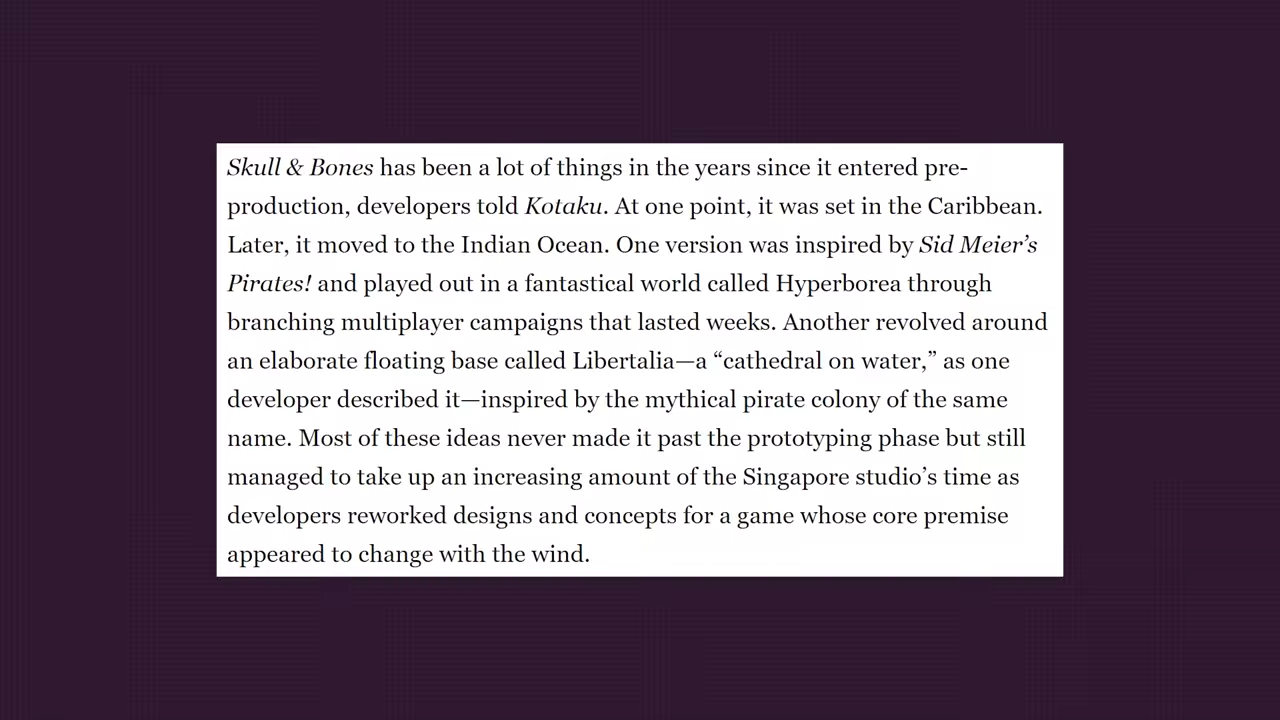 Skull & Bones has been a lot of things in the years since it entered pre-
production, developers told Kotaku. At one point, it was set in the Caribbean.
Later, it moved to the Indian Ocean. One version was inspired by Sid Meier’s
Pirates! and played out in a fantastical world called Hyperborea through
branching multiplayer campaigns that lasted weeks. Another revolved around
an elaborate floating base called Libertalia—a “cathedral on water,” as one
developer described it—inspired by the mythical pirate colony of the same
name. Most of these ideas never made it past the prototyping phase but still
managed to take up an increasing amount of the Singapore studio’s time as
developers reworked designs and concepts for a game whose core premise
appeared to change with the wind.